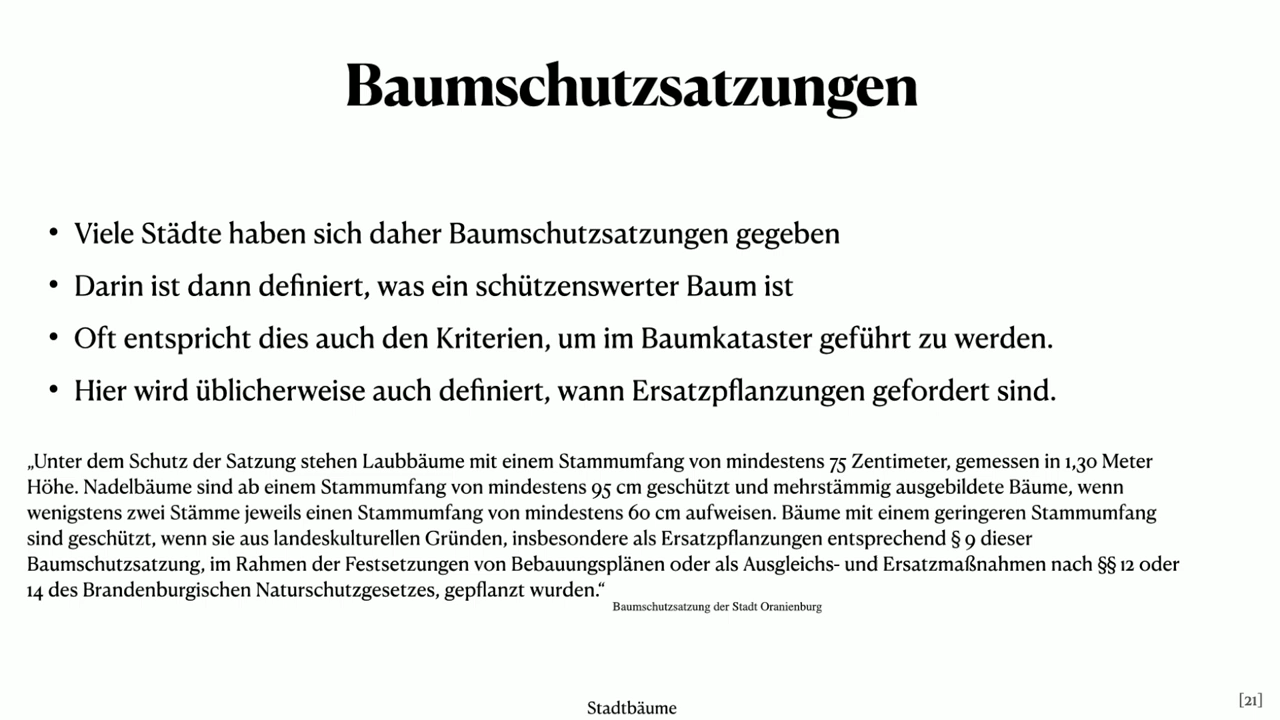 Baumschutzsatzungen
• Viele Städte haben sich daher Baumschutzsatzungen gegeben
• Darin ist dann definiert, was ein schützenswerter Baum ist
• Oft entspricht dies auch den Kriterien, um im Baumkataster geführt zu werden.
• Hier wird üblicherweise auch definiert, wann Ersatzpflanzungen gefordert sind.
„Unter dem Schutz der Satzung stehen Laubbäume mit einem Stammumfang von mindestens 75 Zentimeter, gemessen in 1,30 Meter
Höhe. Nadelbäume sind ab einem Stammumfang von mindestens 95 cm geschützt und mehrstämmig ausgebildete Bäume, wenn
wenigstens zwei Stämme jeweils einen Stammumfang von mindestens 60 cm aufweisen. Bäume mit einem geringeren Stammumfang
sind geschützt, wenn sie aus landeskulturellen Gründen, insbesondere als Ersatzpflanzungen entsprechend § 9 dieser
Baumschutzsatzung, im Rahmen der Festsetzungen von Bebauungsplänen oder als Ausgleichs- und Ersatzmaßnahmen nach §§ 12 oder
14 des Brandenburgischen Naturschutzgesetzes, gepflanzt wurden.“
Baumschutzsatzung der Stadt Oranienburg
Stadtbäume
[21]